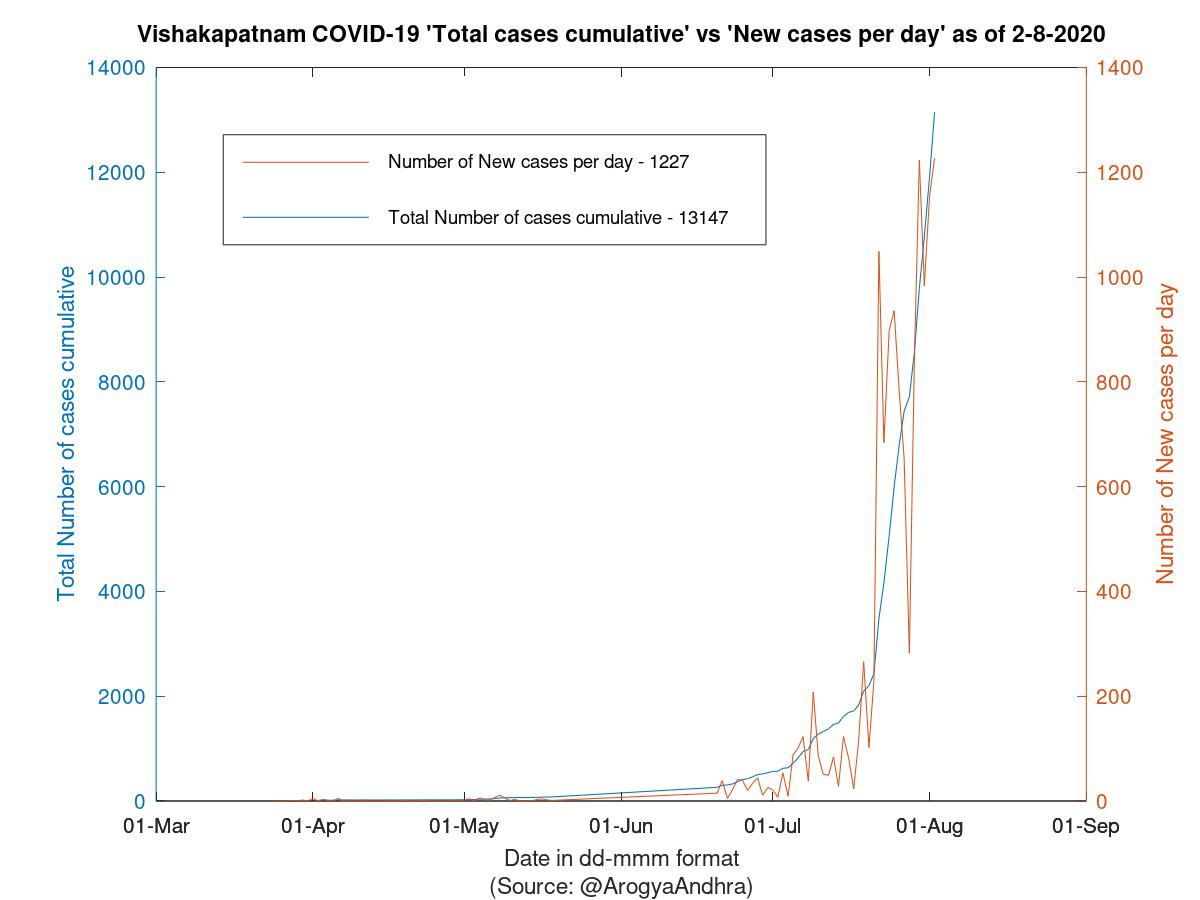 Vishakapatnam COVID-19 'Total cases cumulative' vs 'New cases per day' as of 2-8-2020
14000
12000
10000
8000
6000
4000
2000
0
Total Number of cases cumulative
Number of New cases per day - 1227
Total Number of cases cumulative - 13147
1400
1200
1000
800
600
400
200
0
Number of New cases per day
01-Mar 01-Apr 01-May 01-Jun 01-Jul 01-Aug 01-Sep
Date in dd-mmm format
(Source: @ArogyaAndhra)